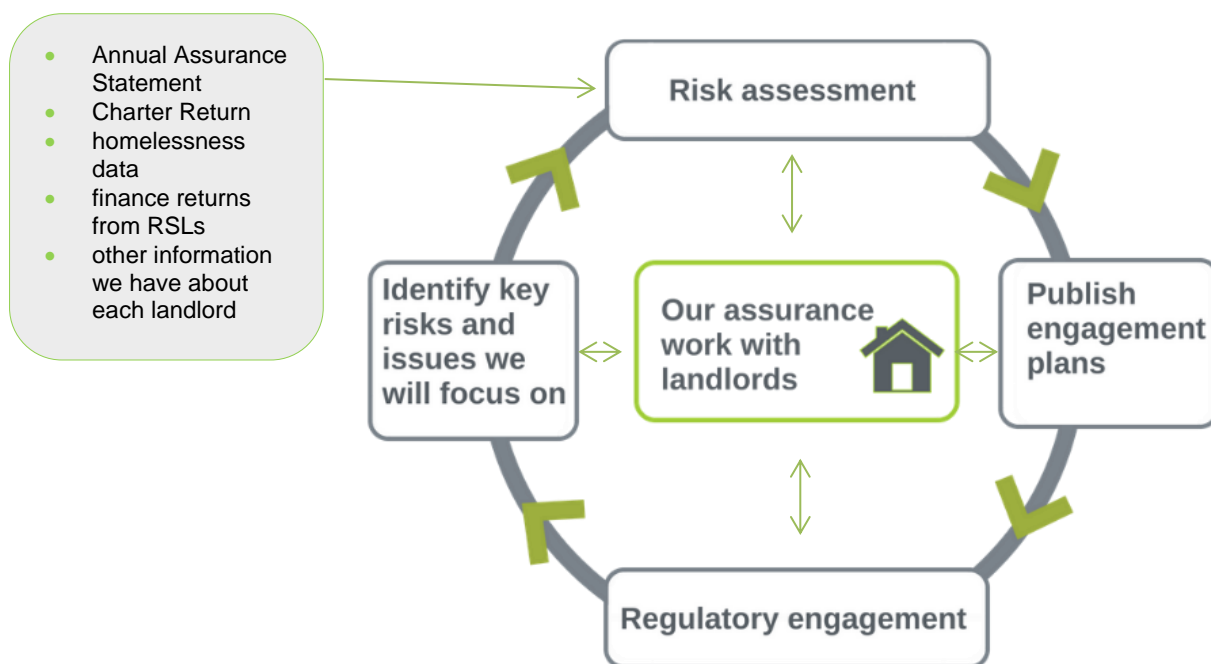 • Annual Assurance
Statement
• Charter Return
• homelessness
data
• finance returns
from RSLs
• other information
we have about
each landlord
Risk assessment
Identify key
risks and
issues we
will focus on
Our assurance
work with
landlords
Publish
engagement
plans
Regulatory engagement